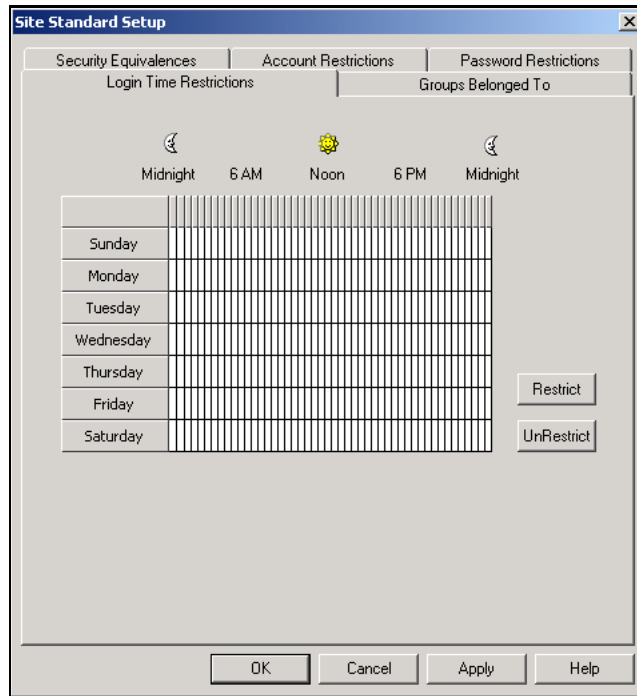 Site Standard Setup
Security Equivalences Account Restrictions Password Restrictions
Login Time Restrictions Groups Belonged To
Midnight 6 AM Noon 6 PM Midnight
Sunday
Monday
Tuesday
Wednesday
Thursday
Friday
Saturday
Restrict
UnRestrict
OK Cancel Apply Help